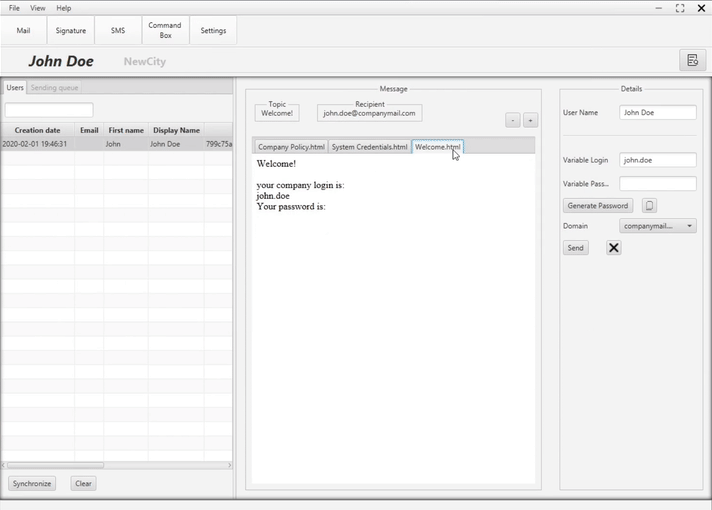 File View Help
Mail Signature SMS Command Box Settings
John Doe NewCity
Users Sending queue
Creation date Email First name Display Name
2020-02-01 19:46:31 John John Doe 799c75a
Synchronize Clear
Message
Topic
Welcome!
Recipient
john.doe@companymail.com
- +
Company Policy.html System Credentials.html Welcome.html
Welcome!
your company login is:
john.doe
Your password is:
Details
User Name John Doe
Variable Login john.doe
Variable Pass...
Generate Password
Domain companymail....
Send